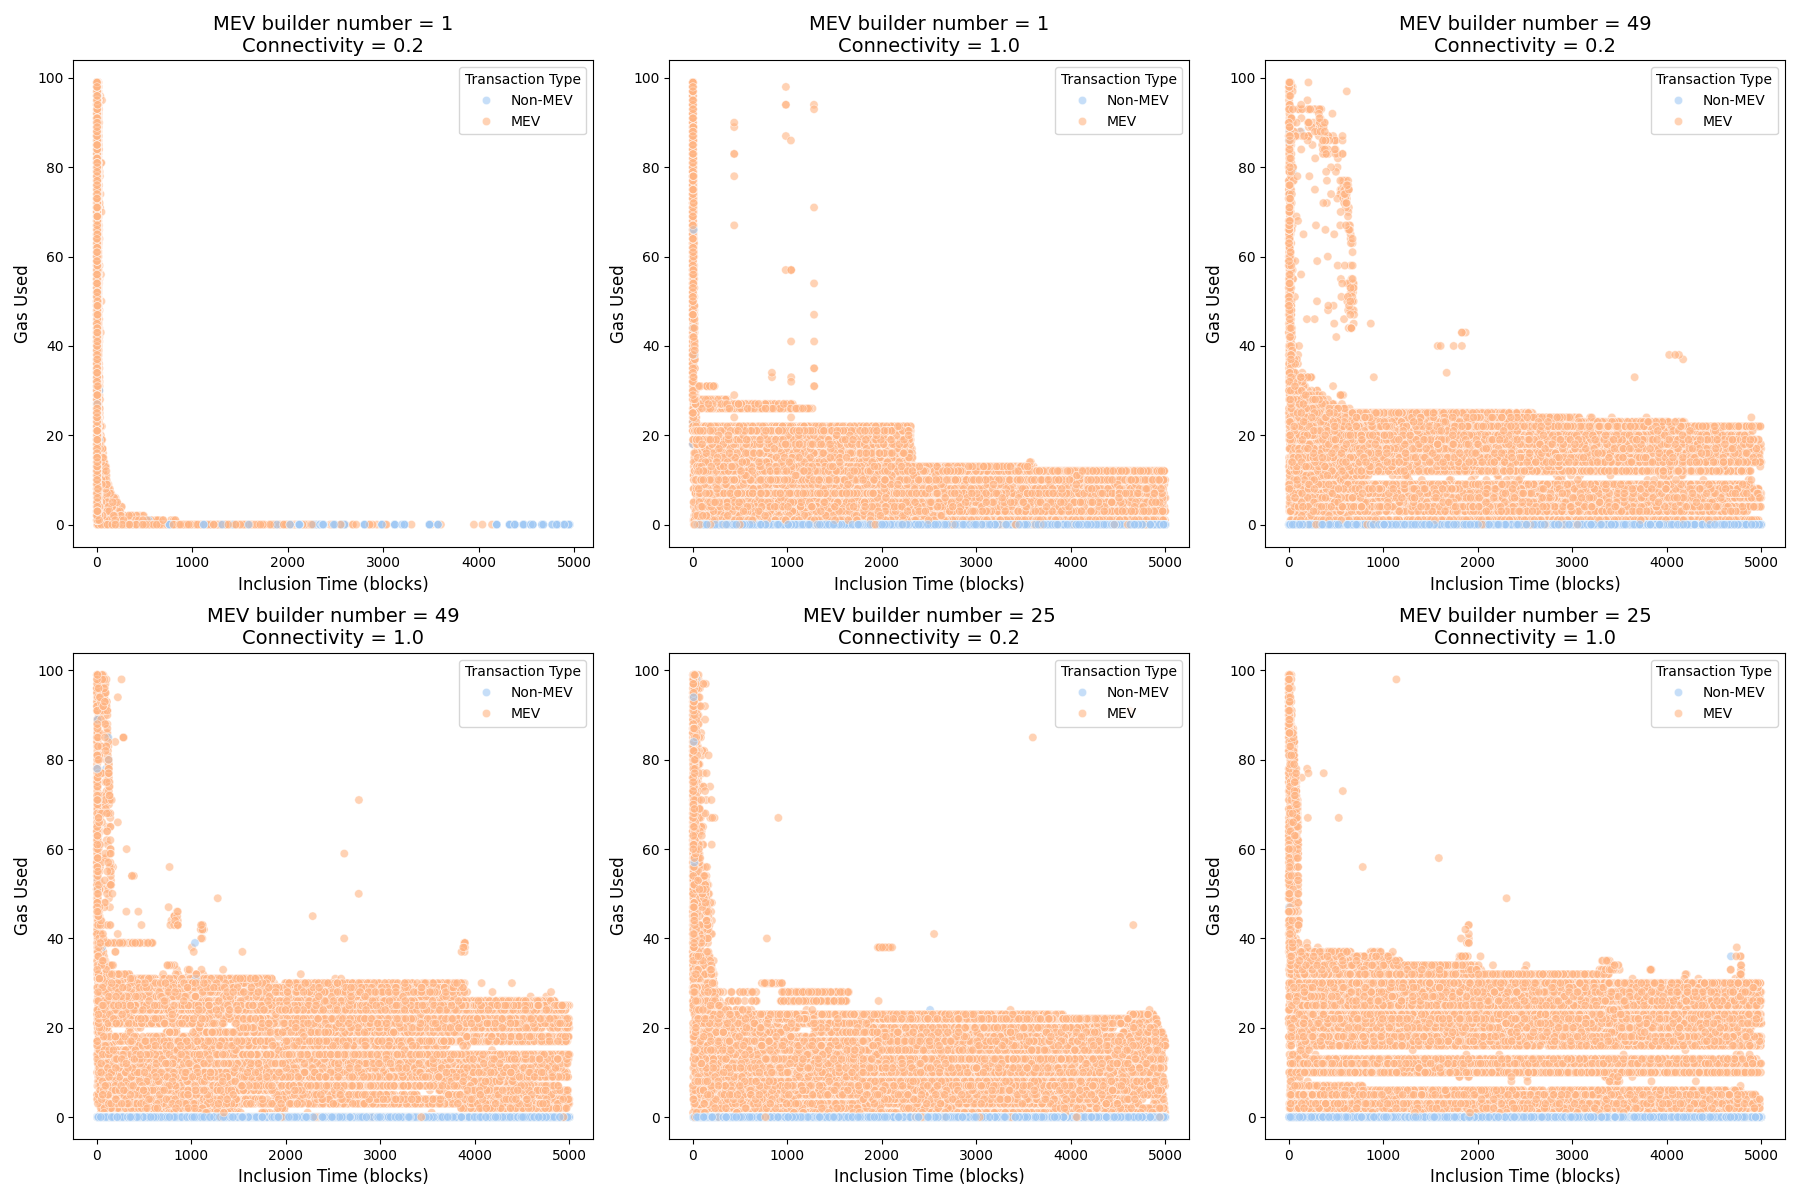 MEV builder number = 1
Connectivity = 0.2
Transaction Type
Non-MEV
MEV
100
80
60
40
20
0
Gas Used
0 1000 2000 3000 4000 5000
Inclusion Time (blocks)
MEV builder number = 1
Connectivity = 1.0
Transaction Type
Non-MEV
MEV
100
80
60
40
20
0
Gas Used
0 1000 2000 3000 4000 5000
Inclusion Time (blocks)
MEV builder number = 49
Connectivity = 0.2
Transaction Type
Non-MEV
MEV
100
80
60
40
20
0
Gas Used
0 1000 2000 3000 4000 5000
Inclusion Time (blocks)
MEV builder number = 49
Connectivity = 1.0
Transaction Type
Non-MEV
MEV
100
80
60
40
20
0
Gas Used
0 1000 2000 3000 4000 5000
Inclusion Time (blocks)
MEV builder number = 25
Connectivity = 0.2
Transaction Type
Non-MEV
MEV
100
80
60
40
20
0
Gas Used
0 1000 2000 3000 4000 5000
Inclusion Time (blocks)
MEV builder number = 25
Connectivity = 1.0
Transaction Type
Non-MEV
MEV
100
80
60
40
20
0
Gas Used
0 1000 2000 3000 4000 5000
Inclusion Time (blocks)